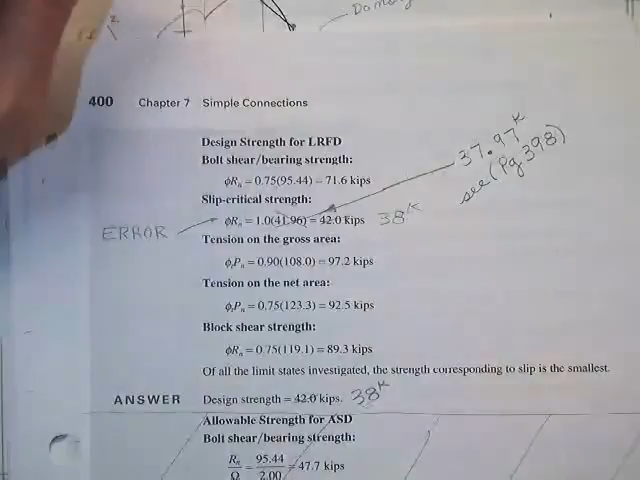 400 Chapter 7 Simple Connections
Design Strength for LRFD
Bolt shear/bearing strength:
ϕRn = 0.75(95.44) = 71.6 kips
37.97ᴷ
see (Pg 398)
Slip-critical strength:
ERROR
ϕRn = 1.0(41.96) = 42.0 kips 38ᴷ
Tension on the gross area:
ϕtPn = 0.90(108.0) = 97.2 kips
Tension on the net area:
ϕtPn = 0.75(123.3) = 92.5 kips
Block shear strength:
ϕRn = 0.75(119.1) = 89.3 kips
Of all the limit states investigated, the strength corresponding to slip is the smallest.
ANSWER Design strength = 42.0 kips. 38ᴷ
Allowable Strength for ASD
Bolt shear/bearing strength:
Rn/Ω = 95.44/2.00 = 47.7 kips